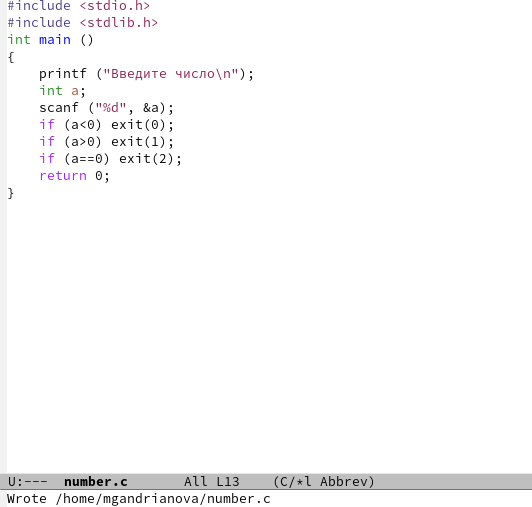 #include <stdio.h>
#include <stdlib.h>
int main ()
{
    printf ("Введите число\n");
    int a;
    scanf ("%d", &a);
    if (a<0) exit(0);
    if (a>0) exit(1);
    if (a==0) exit(2);
    return 0;
}
U:---  number.c       All L13    (C/*l Abbrev)
Wrote /home/mgandrianova/number.c